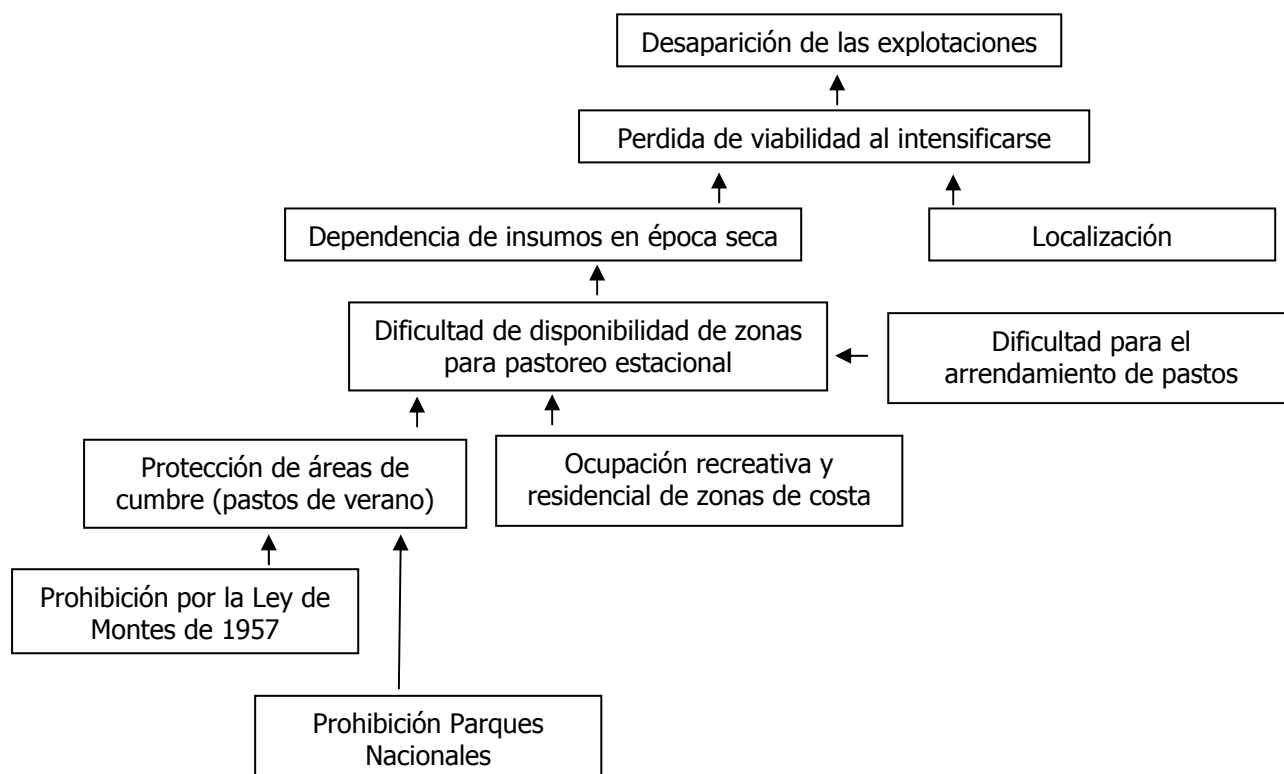 Desaparición de las explotaciones
Perdida de viabilidad al intensificarse
Dependencia de insumos en época seca
Localización
Dificultad de disponibilidad de zonas
para pastoreo estacional
Dificultad para el
arrendamiento de pastos
Protección de áreas de
cumbre (pastos de verano)
Ocupación recreativa y
residencial de zonas de costa
Prohibición por la Ley de
Montes de 1957
Prohibición Parques
Nacionales